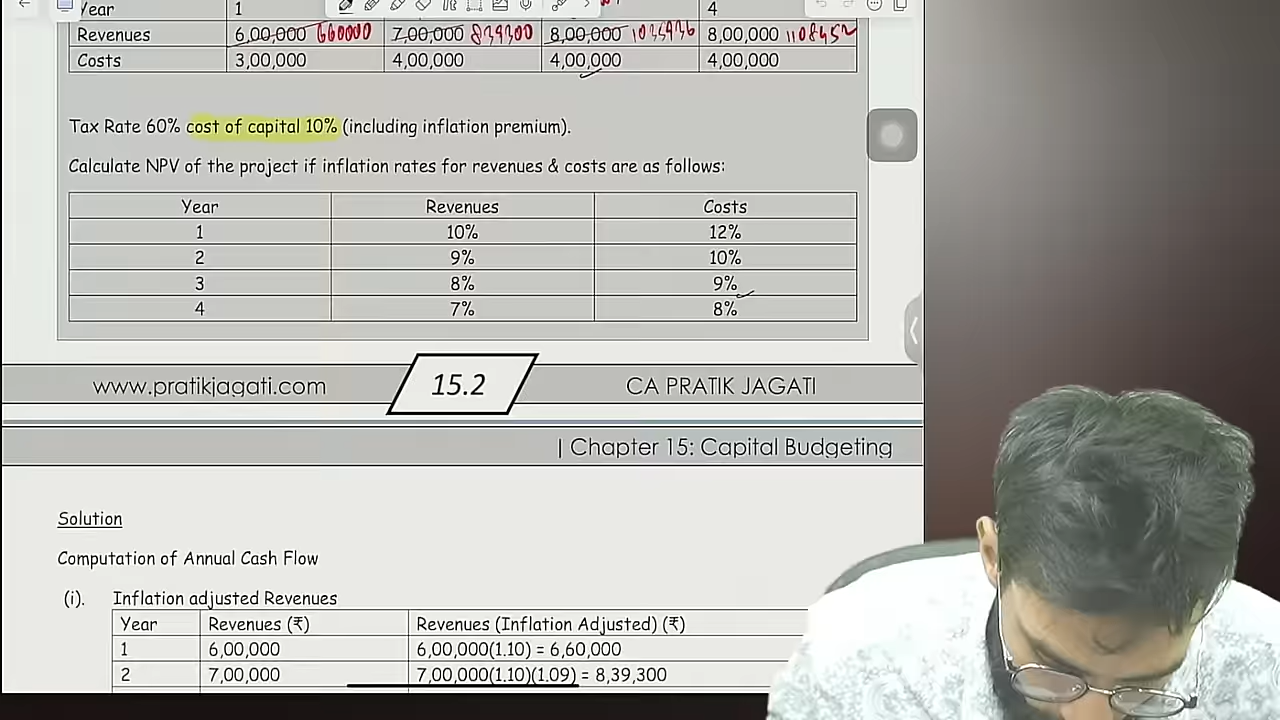 Year 1 4
Revenues 6,00,000 660000 7,00,000 839300 8,00,000 1035936 8,00,000 1108452
Costs 3,00,000 4,00,000 4,00,000 4,00,000
Tax Rate 60% cost of capital 10% (including inflation premium).
Calculate NPV of the project if inflation rates for revenues & costs are as follows:
Year Revenues Costs
1 10% 12%
2 9% 10%
3 8% 9%
4 7% 8%
www.pratikjagati.com 15.2 CA PRATIK JAGATI
| Chapter 15: Capital Budgeting
Solution
Computation of Annual Cash Flow
(i). Inflation adjusted Revenues
Year Revenues (₹) Revenues (Inflation Adjusted) (₹)
1 6,00,000 6,00,000(1.10) = 6,60,000
2 7,00,000 7,00,000(1.10)(1.09) = 8,39,300